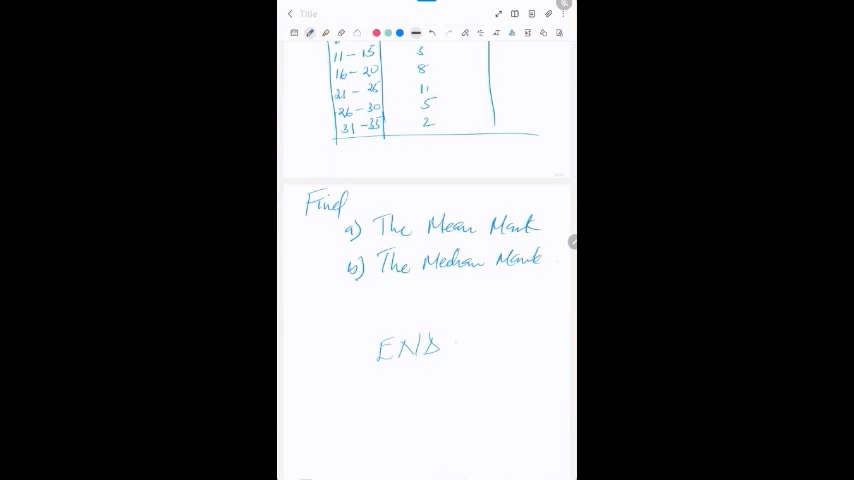 Title
11 - 15 3
16 - 20 8
21 - 25 11
26 - 30 5
31 - 35 2
Find
a) The Mean Mark
b) The Median Mark
END